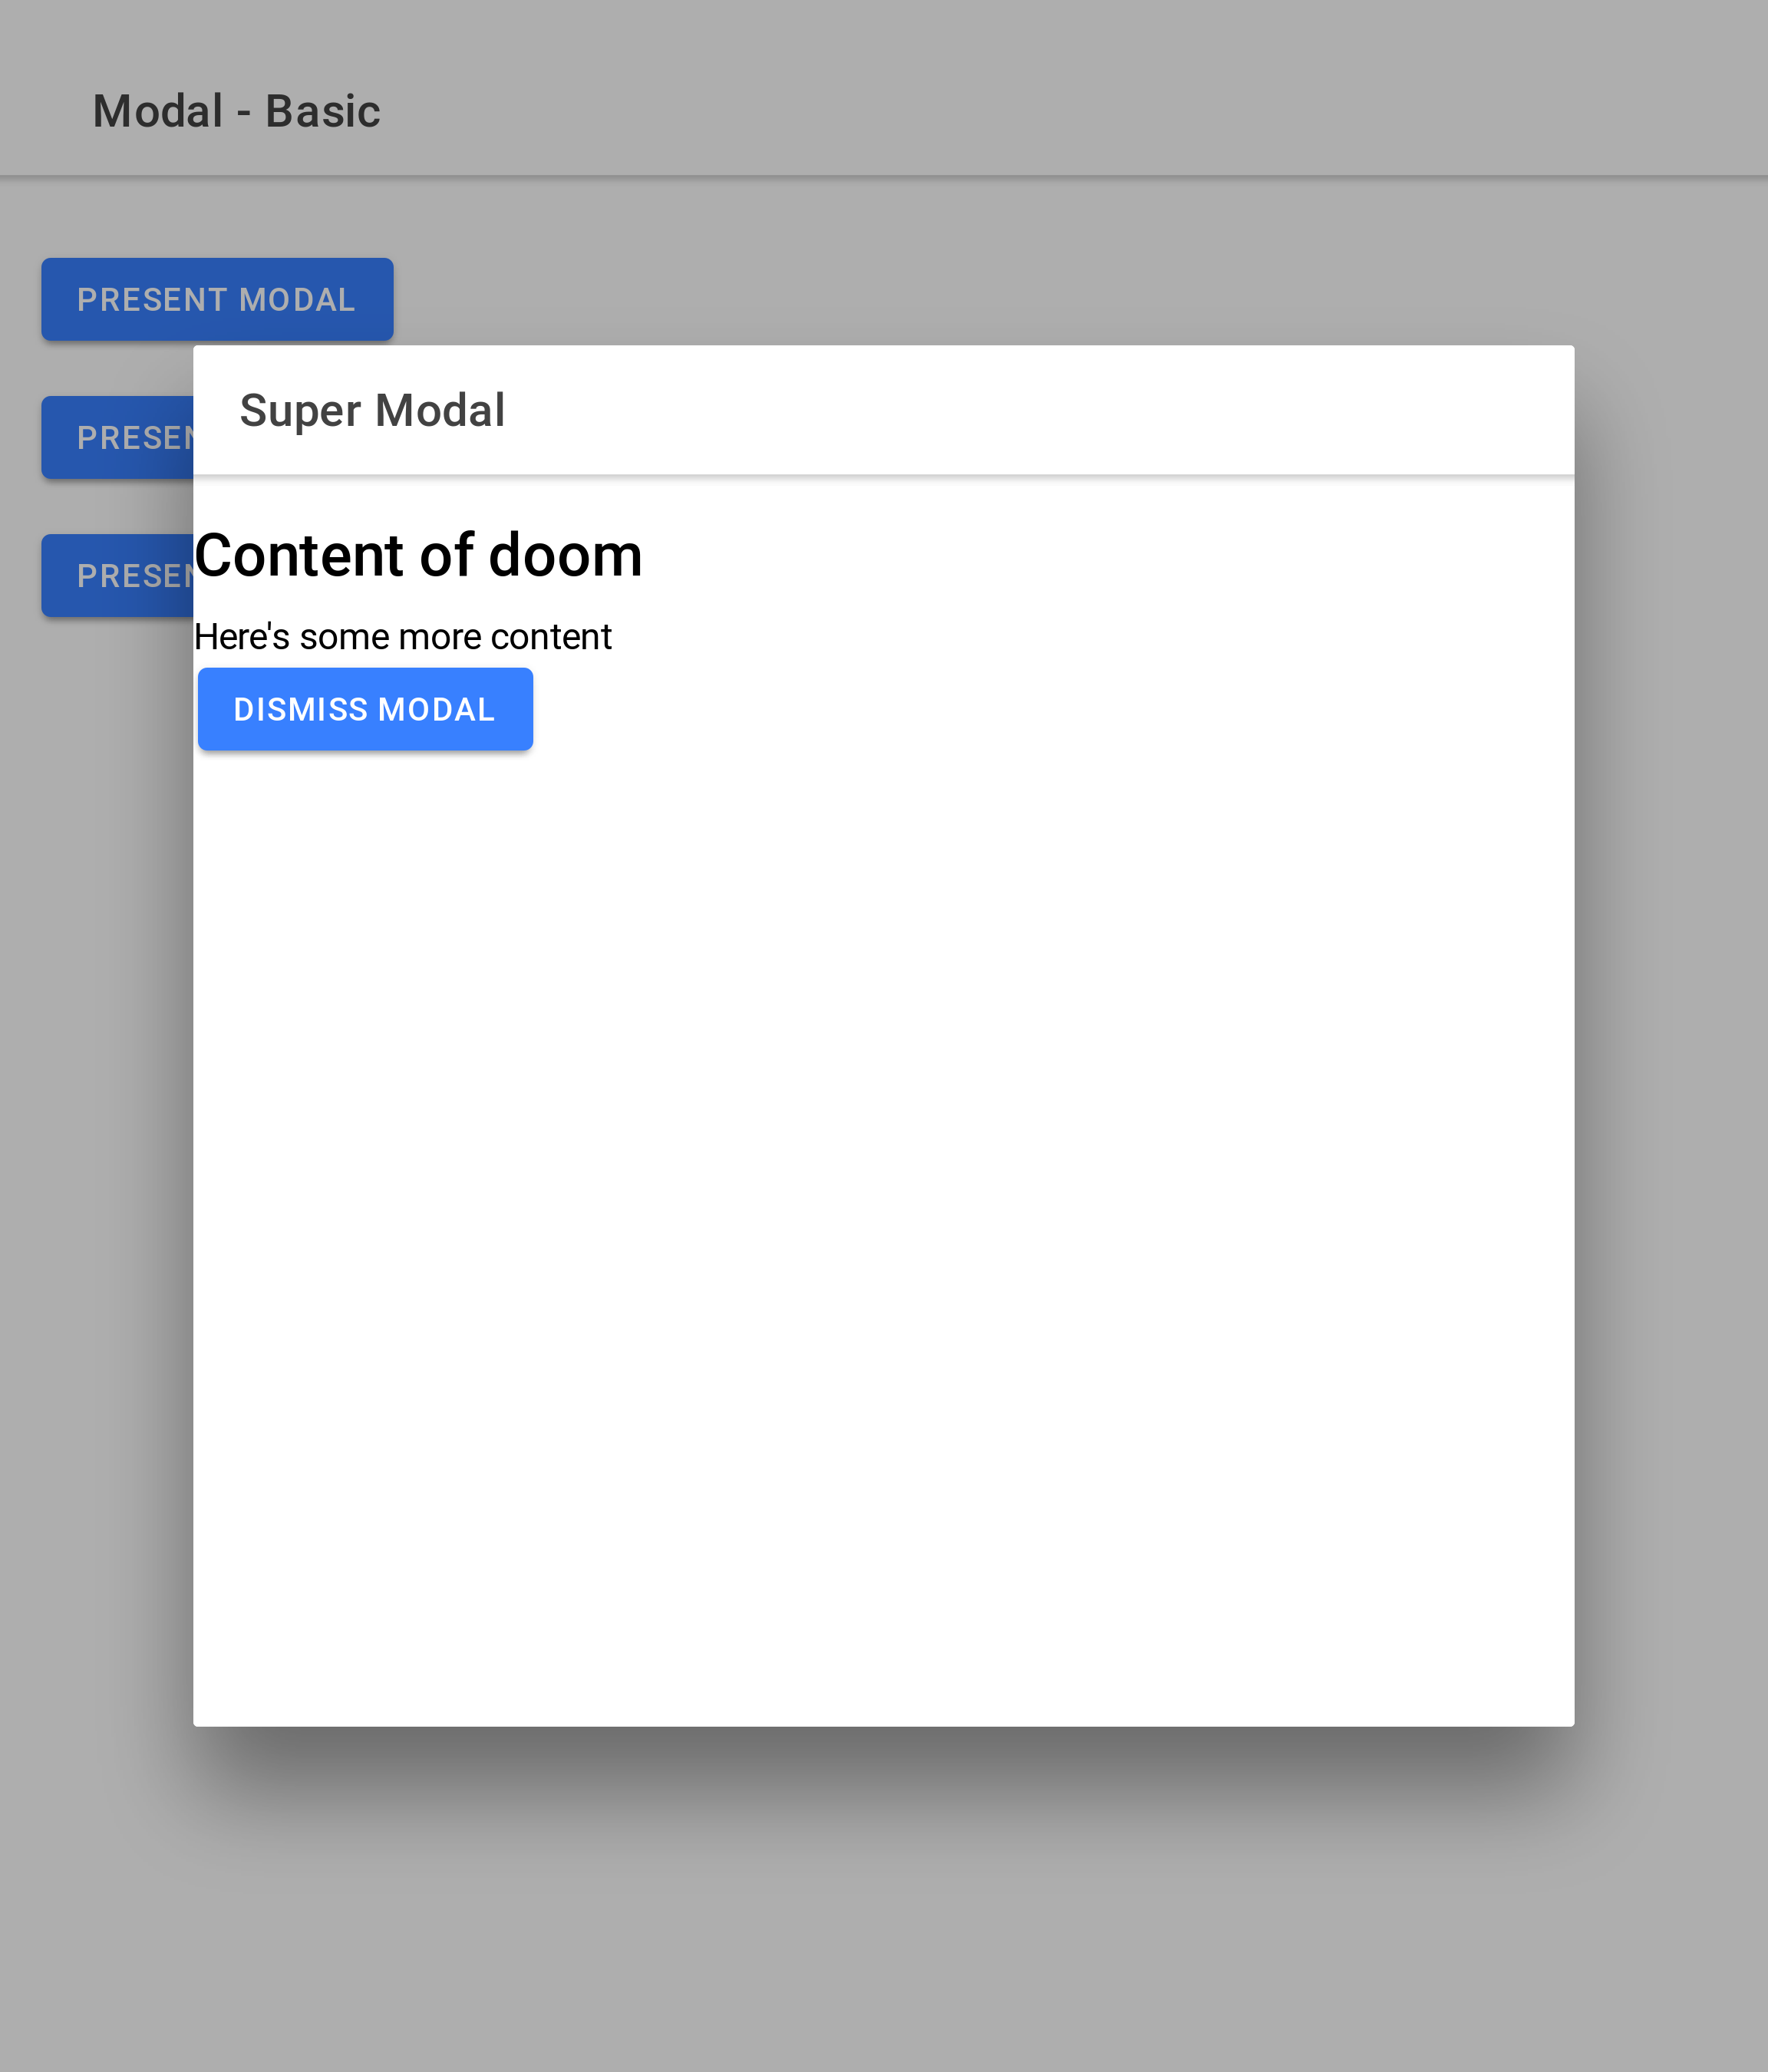 Modal - Basic
PRESENT MODAL
Super Modal
PRESEN
Content of doom
PRESEN
Here's some more content
DISMISS MODAL